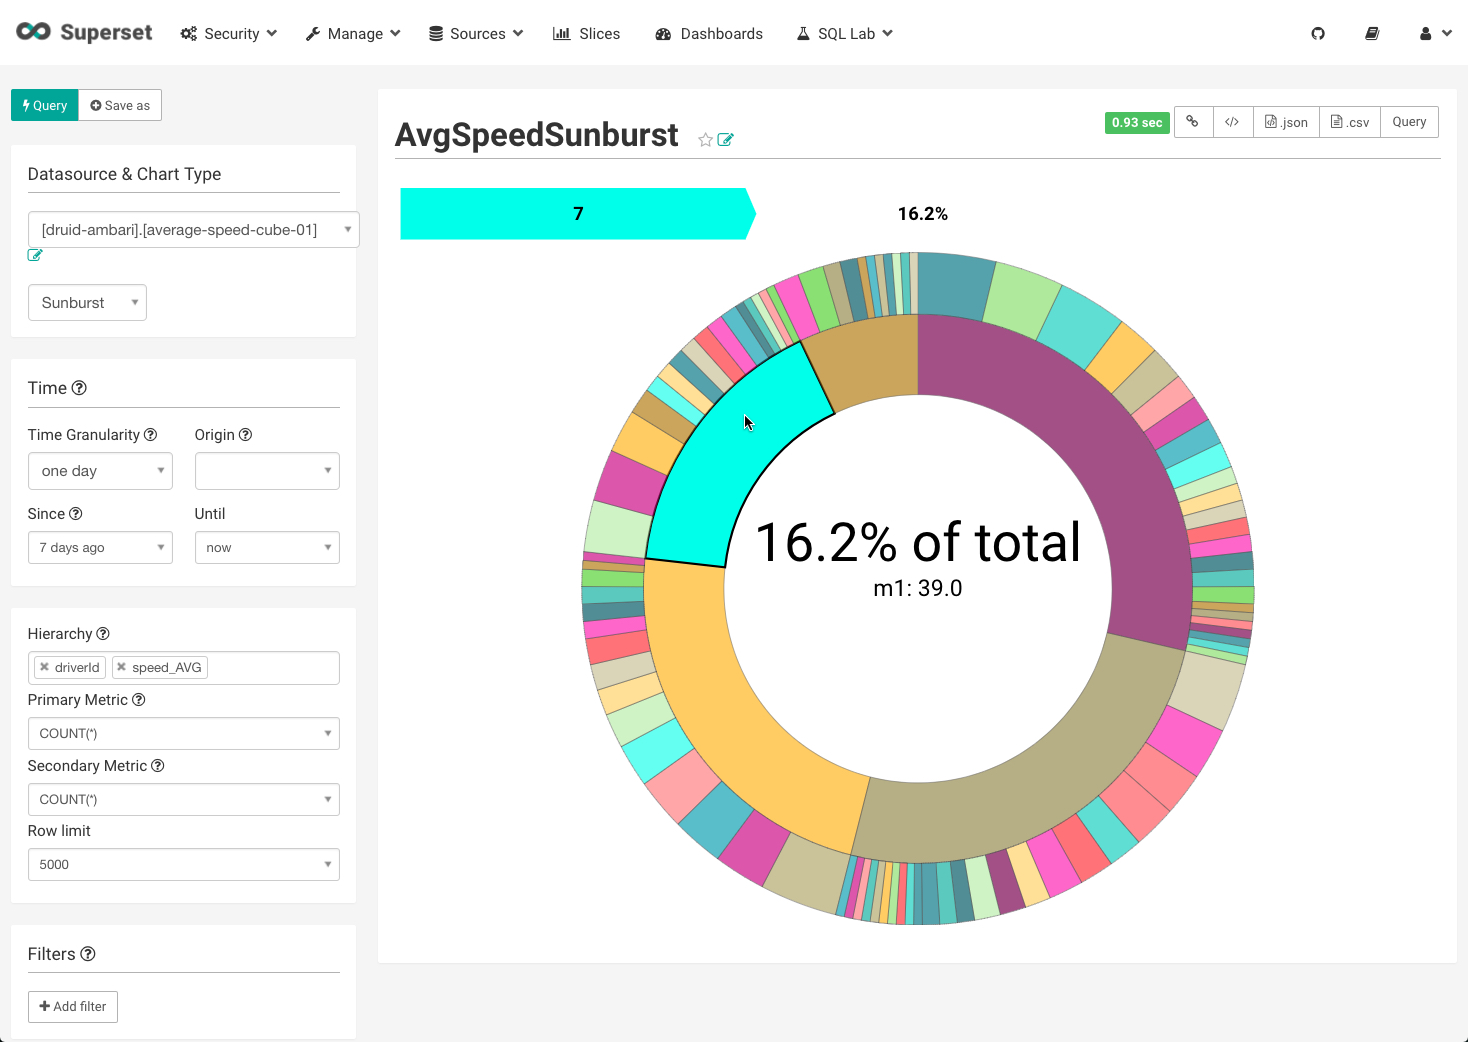 Superset Security Manage Sources Slices Dashboards SQL Lab
Query Save as
Datasource & Chart Type
[druid-ambari].[average-speed-cube-01]
Sunburst
Time
Time Granularity Origin
one day
Since Until
7 days ago now
Hierarchy
driverId speed_AVG
Primary Metric
COUNT(*)
Secondary Metric
COUNT(*)
Row limit
5000
Filters
Add filter
AvgSpeedSunburst
0.93 sec </> .json .csv Query
7 16.2%
16.2% of total
m1: 39.0